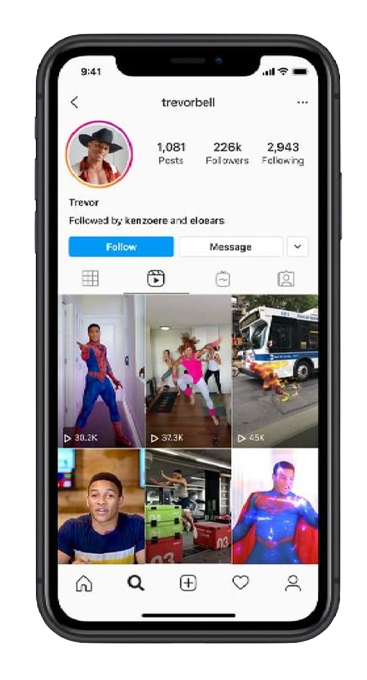 9:41
trevorbell
1,081 226k 2,943
Posts Followers Following
Trevor
Followed by kenzoere and eloears
Follow Message
30.2K 37.3K 45K
03